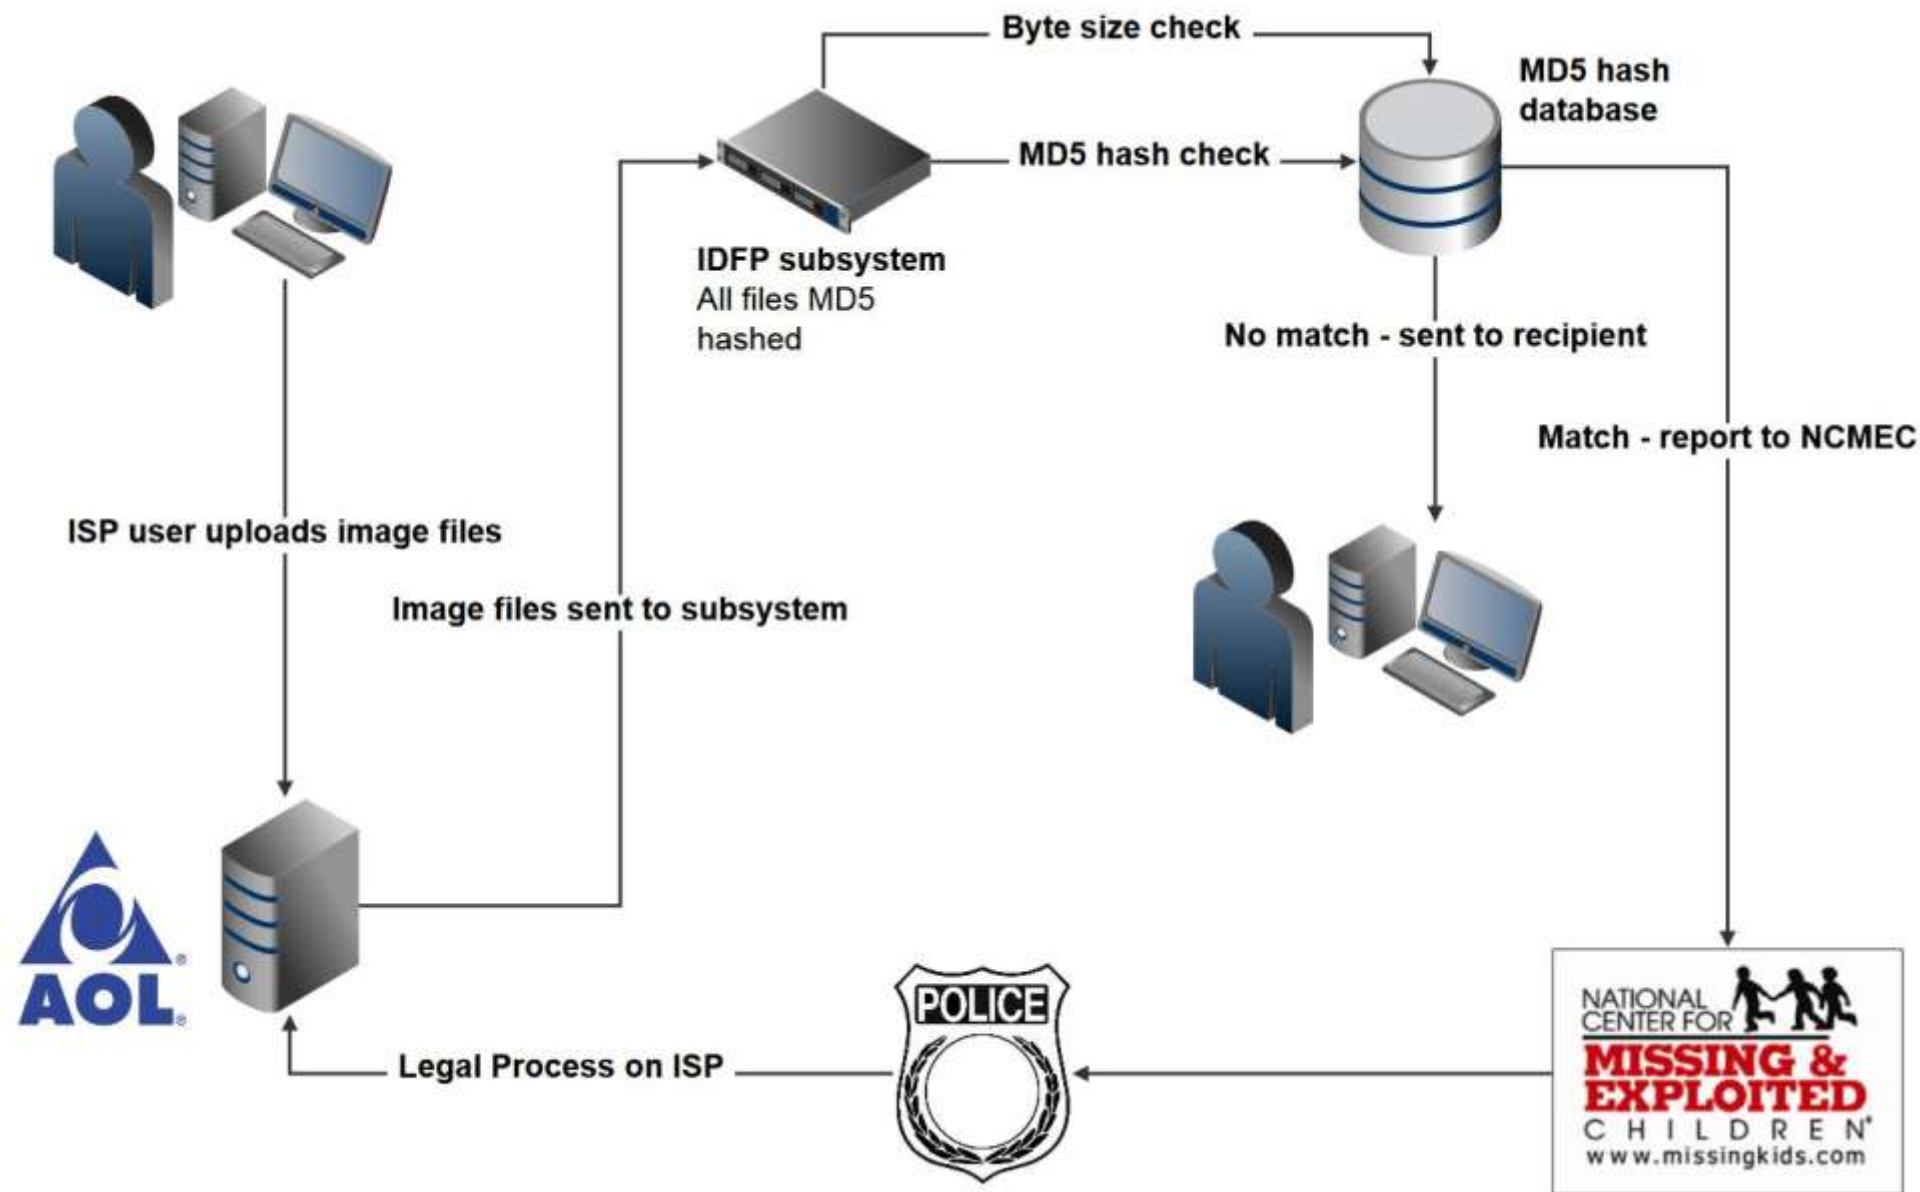 Byte size check
MD5 hash
database
MD5 hash check
IDFP subsystem
All files MD5
hashed
No match - sent to recipient
Match - report to NCMEC
ISP user uploads image files
Image files sent to subsystem
AOL®
POLICE
Legal Process on ISP
NATIONAL
CENTER FOR
MISSING &
EXPLOITED
CHILDREN®
www.missingkids.com